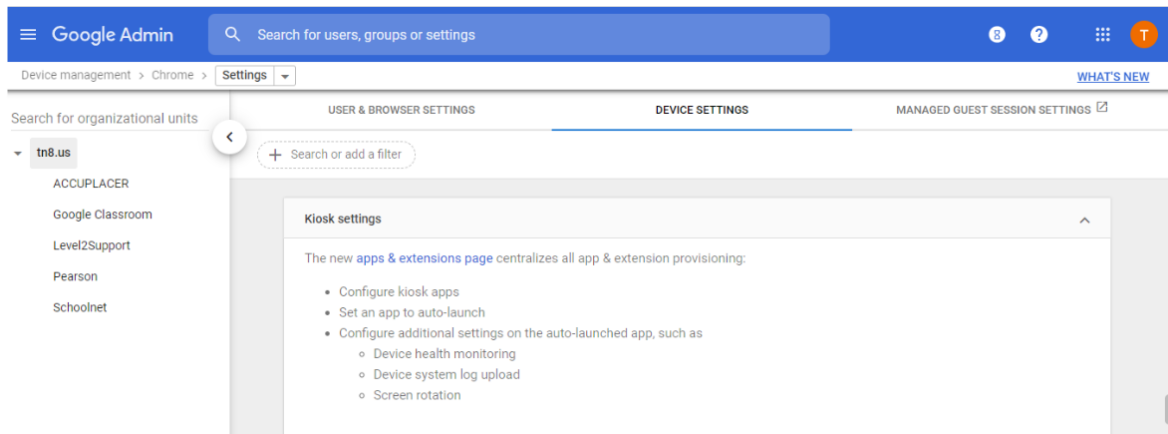 Google Admin
Search for users, groups or settings
8
?
T
Device management > Chrome > Settings
WHAT'S NEW
Search for organizational units
tn8.us
ACCUPLACER
Google Classroom
Level2Support
Pearson
Schoolnet
USER & BROWSER SETTINGS
DEVICE SETTINGS
MANAGED GUEST SESSION SETTINGS
+ Search or add a filter
Kiosk settings
The new apps & extensions page centralizes all app & extension provisioning:
• Configure kiosk apps
• Set an app to auto-launch
• Configure additional settings on the auto-launched app, such as
◦ Device health monitoring
◦ Device system log upload
◦ Screen rotation